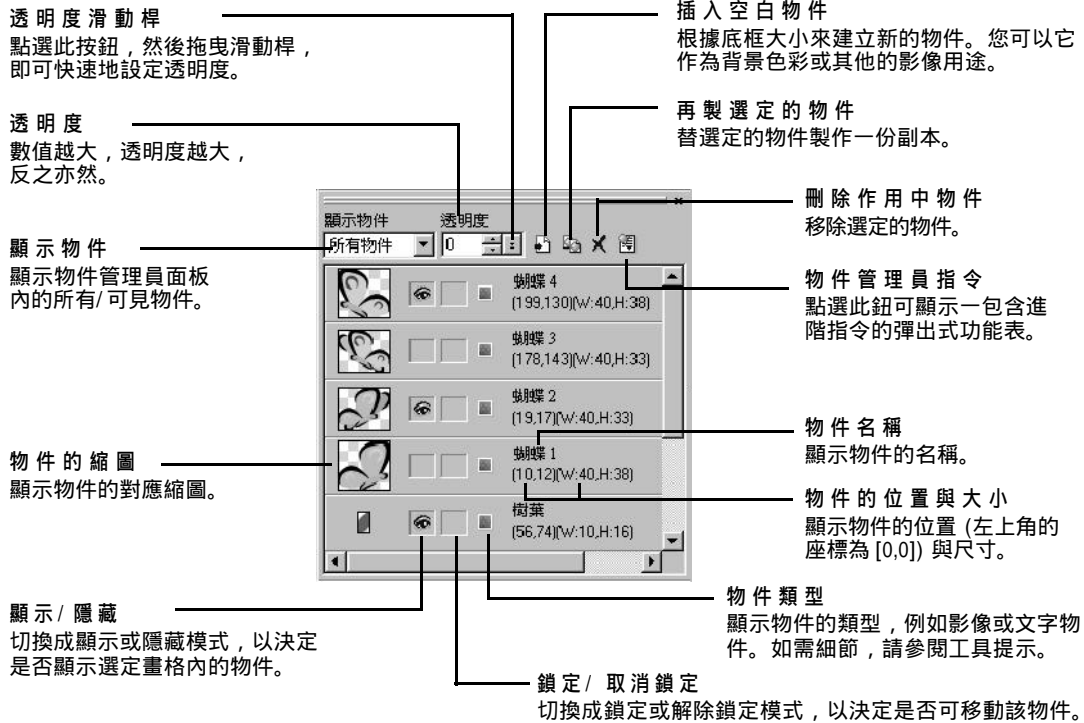 透明度滑動桿
點選此按鈕，然後拖曳滑動桿，
即可快速地設定透明度。
插入空白物件
根據底框大小來建立新的物件。您可以它
作為背景色彩或其他的影像用途。
透明度
數值越大，透明度越大，
反之亦然。
再製選定的物件
替選定的物件製作一份副本。
刪除作用中物件
移除選定的物件。
顯示物件
顯示物件管理員面板
內的所有/可見物件。
物件管理員指令
點選此鈕可顯示一包含進
階指令的彈出式功能表。
顯示物件 透明度
所有物件 0
蝴蝶 4
(199,130)(W:40,H:38)
蝴蝶 3
(178,143)(W:40,H:33)
蝴蝶 2
(19,17)(W:40,H:33)
蝴蝶 1
(10,12)(W:40,H:38)
樹葉
(56,74)(W:10,H:16)
物件的縮圖
顯示物件的對應縮圖。
物件名稱
顯示物件的名稱。
物件的位置與大小
顯示物件的位置 (左上角的
座標為 [0,0]) 與尺寸。
顯示/隱藏
切換成顯示或隱藏模式，以決定
是否顯示選定畫格內的物件。
物件類型
顯示物件的類型，例如影像或文字物
件。如需細節，請參閱工具提示。
鎖定/ 取消鎖定
切換成鎖定或解除鎖定模式，以決定是否可移動該物件。